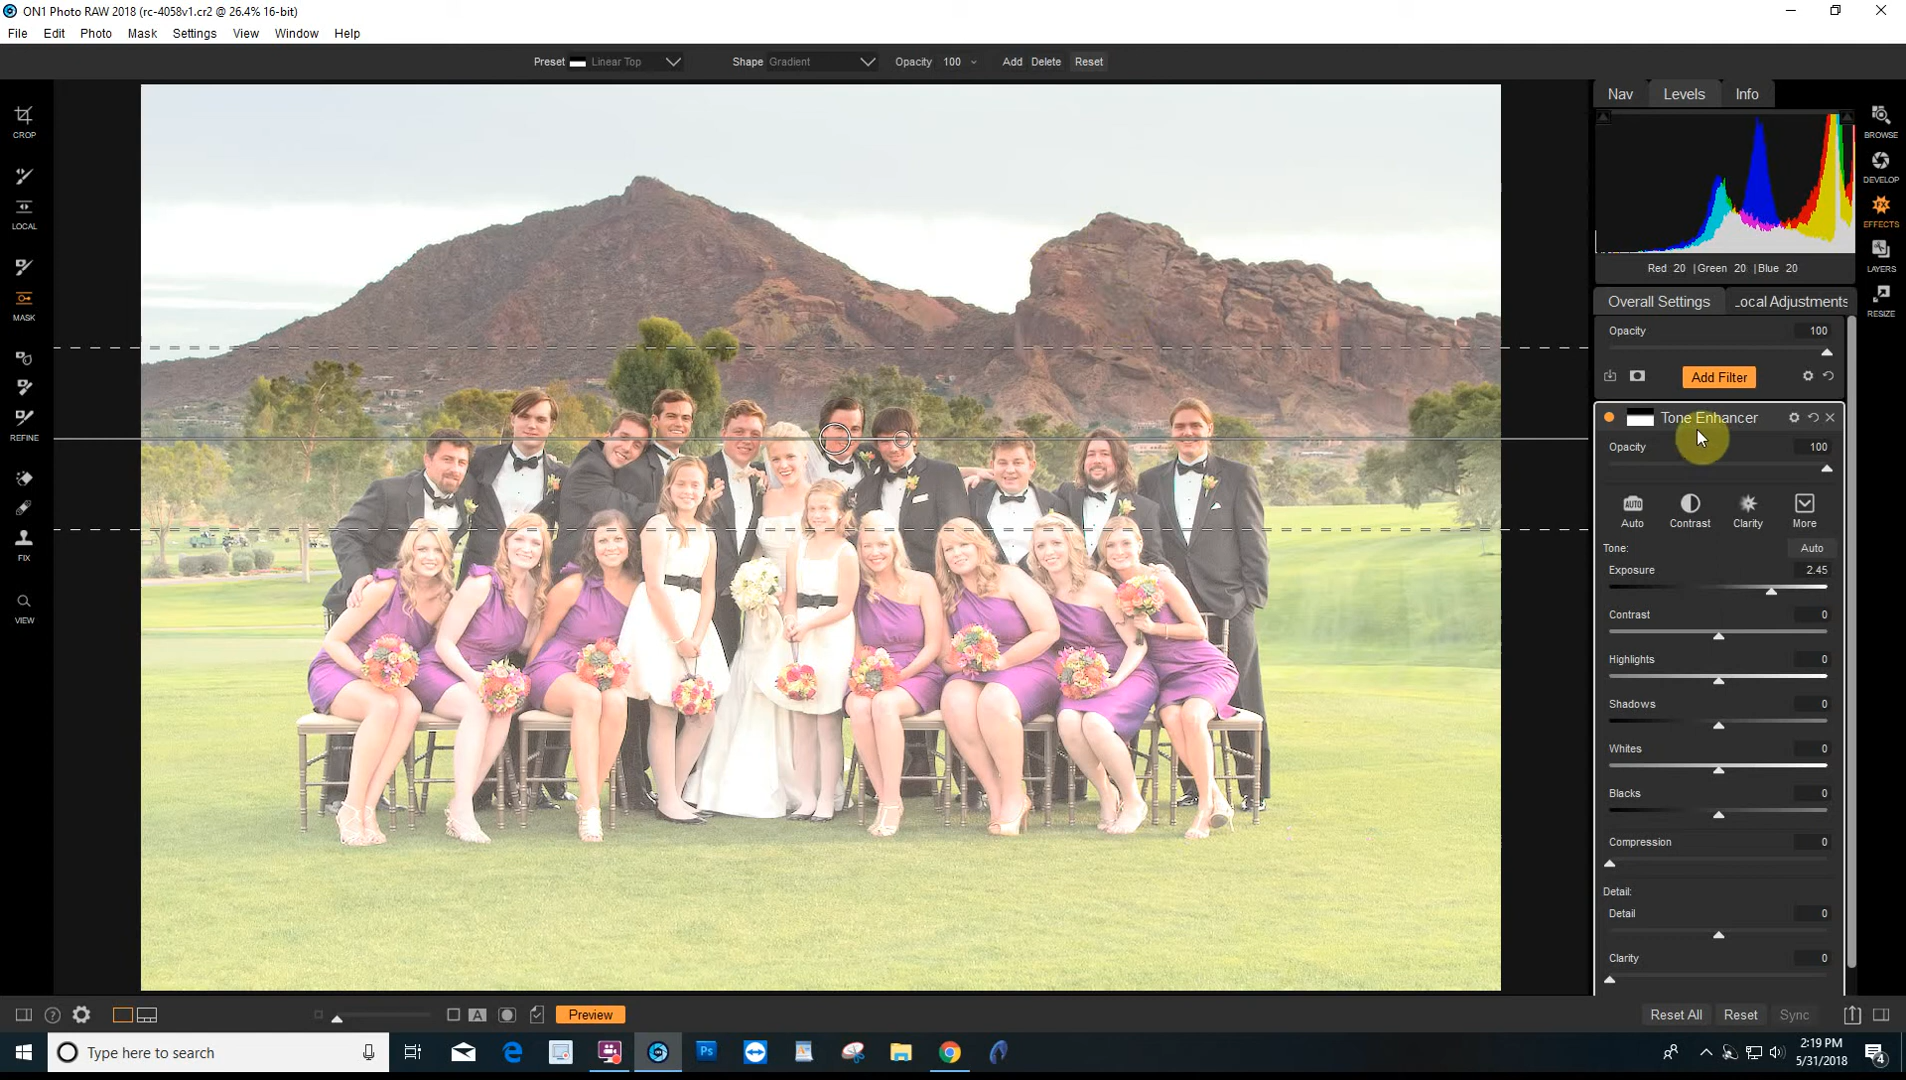 ON1 Photo RAW 2018 (rc-4058v1.cr2 @ 26.4% 16-bit)
File Edit Photo Mask Settings View Window Help
Preset Linear Top Shape Gradient Opacity 100 Add Delete Reset
CROP
LOCAL
MASK
REFINE
FIX
VIEW
Nav Levels Info
Red 20 |Green 20 |Blue 20
Overall Settings Local Adjustments
Opacity 100
Add Filter
Tone Enhancer
Opacity 100
AUTO
Auto Contrast Clarity More
Tone: Auto
Exposure 2.45
Contrast 0
Highlights 0
Shadows 0
Whites 0
Blacks 0
Compression 0
Detail:
Detail 0
Clarity 0
BROWSE
DEVELOP
FX
EFFECTS
LAYERS
RESIZE
? A Preview Reset All Reset Sync
Type here to search
Ps
2:19 PM
5/31/2018
4